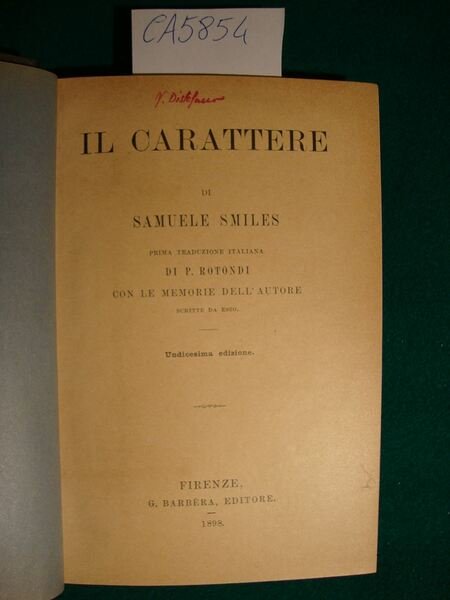 CA5854
IL CARATTERE
DI
SAMUELE SMILES
PRIMA TRADUZIONE ITALIANA
DI P. ROTONDI
CON LE MEMORIE DELL'AUTORE
SCRITTE DA ESSO.
Undicesima edizione.
FIRENZE,
G. BARBÈRA, EDITORE.
1898.